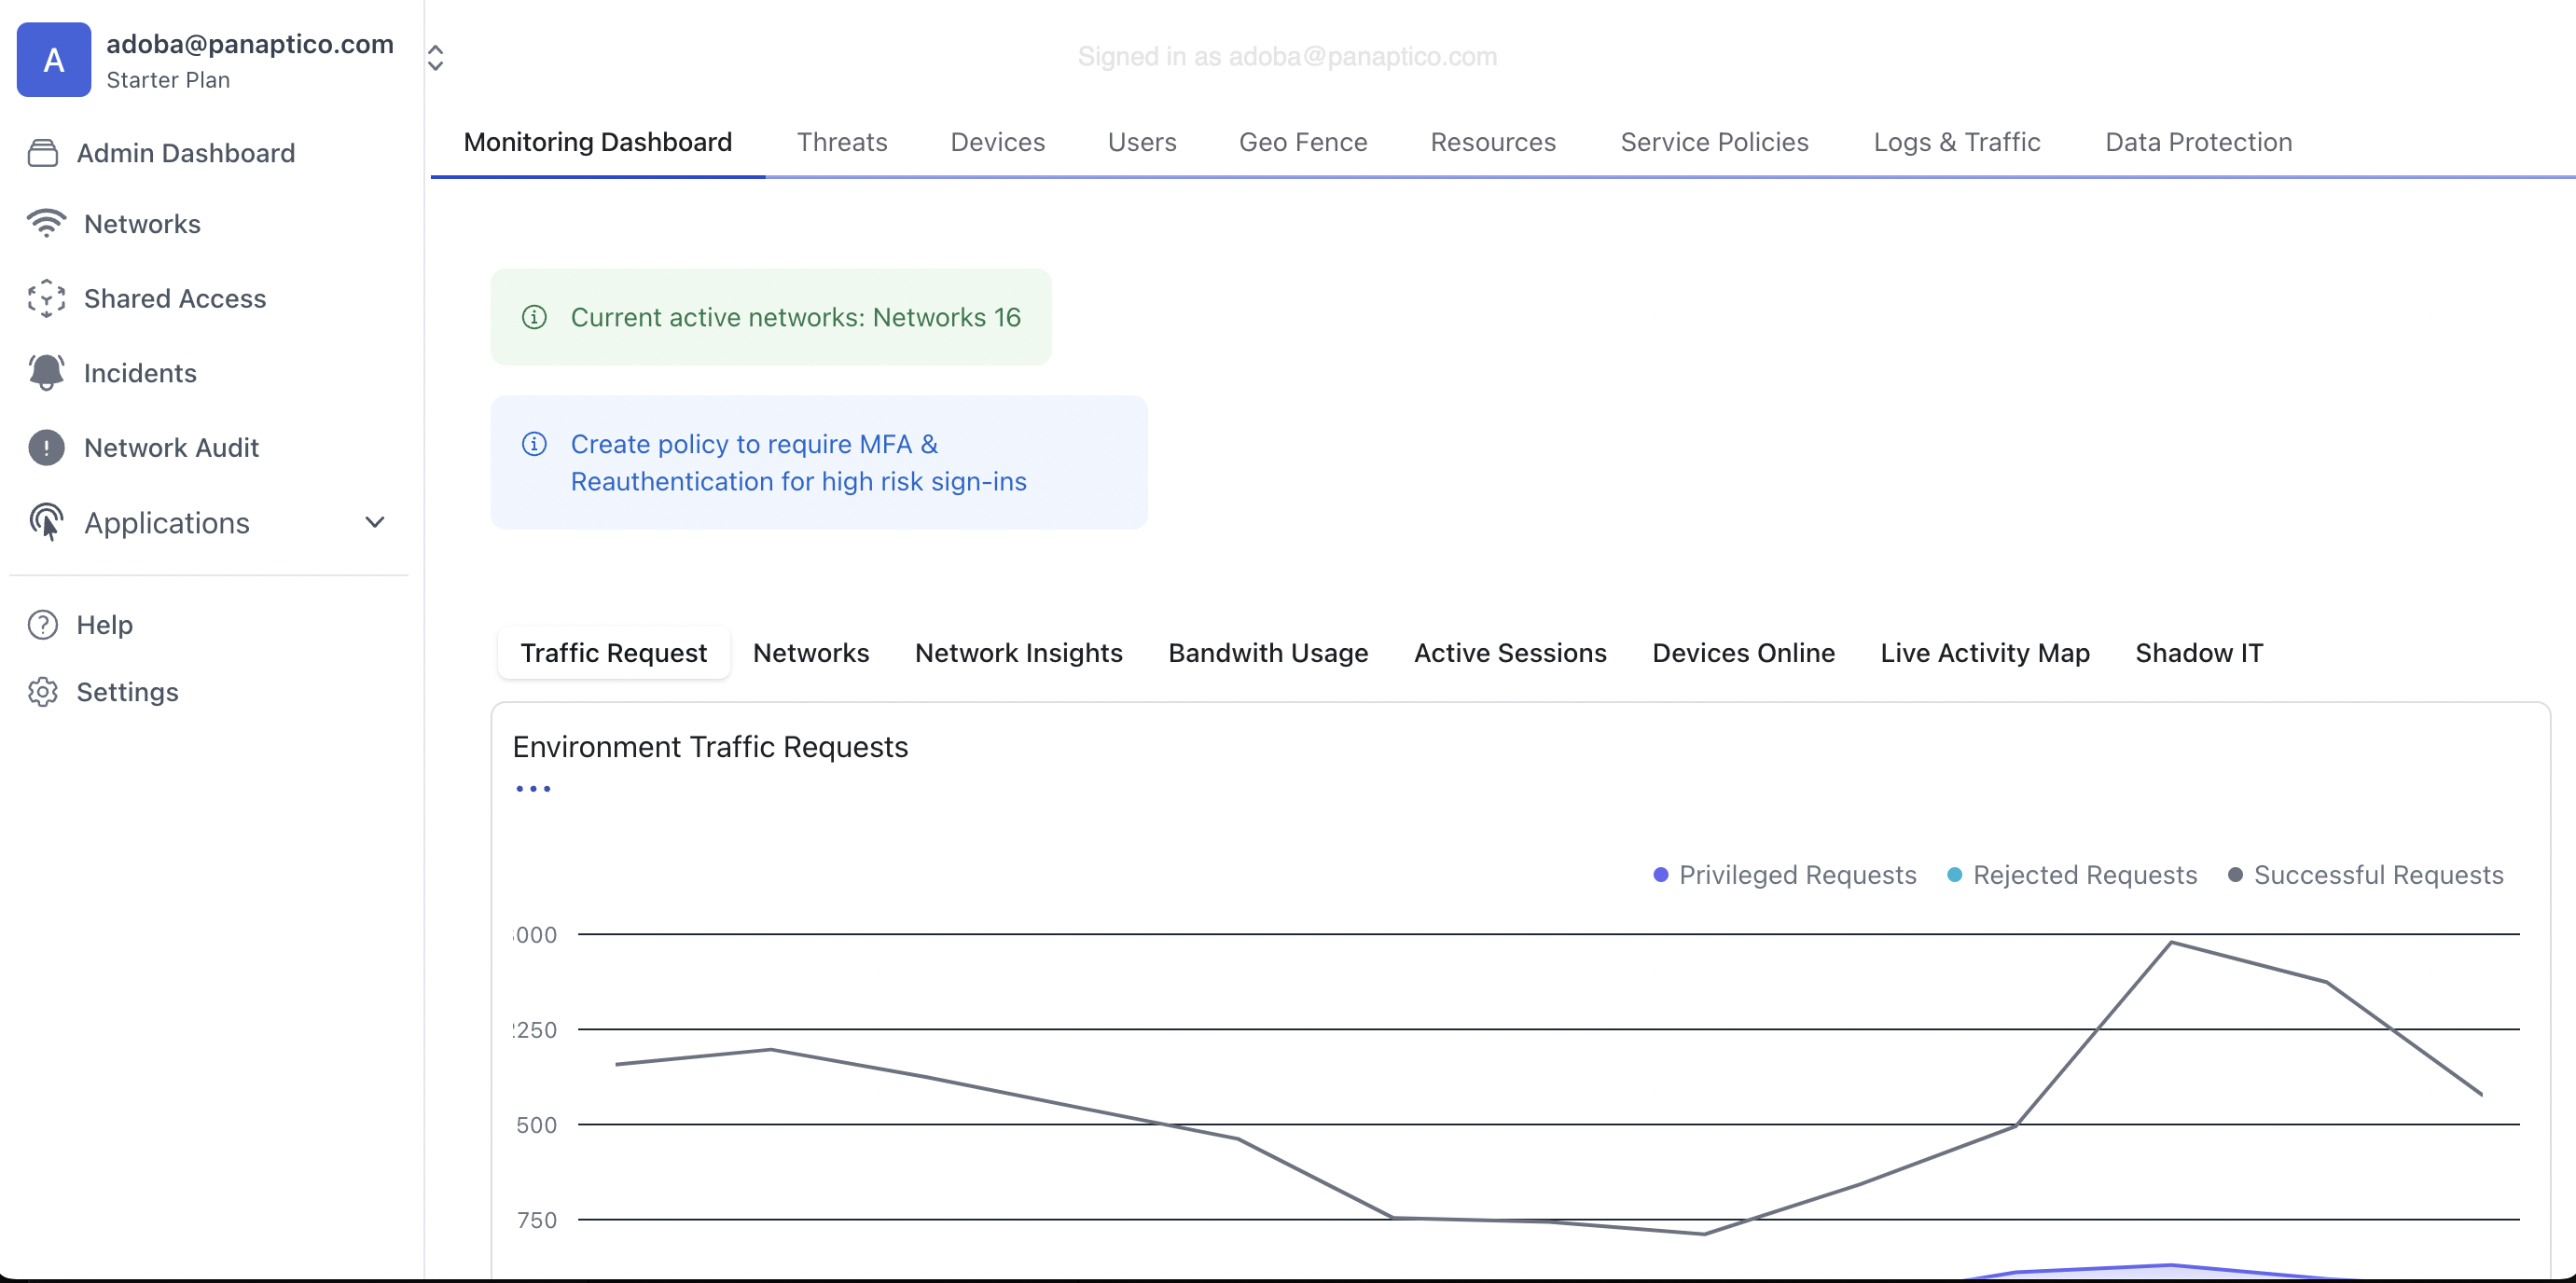 A
adoba@panaptico.com
Starter Plan
Admin Dashboard
Networks
Shared Access
Incidents
Network Audit
Applications
Help
Settings
Signed in as adoba@panaptico.com
Monitoring Dashboard Threats Devices Users Geo Fence Resources Service Policies Logs & Traffic Data Protection
Current active networks: Networks 16
Create policy to require MFA &
Reauthentication for high risk sign-ins
Traffic Request Networks Network Insights Bandwith Usage Active Sessions Devices Online Live Activity Map Shadow IT
Environment Traffic Requests
Privileged Requests Rejected Requests Successful Requests
3000
2250
500
750